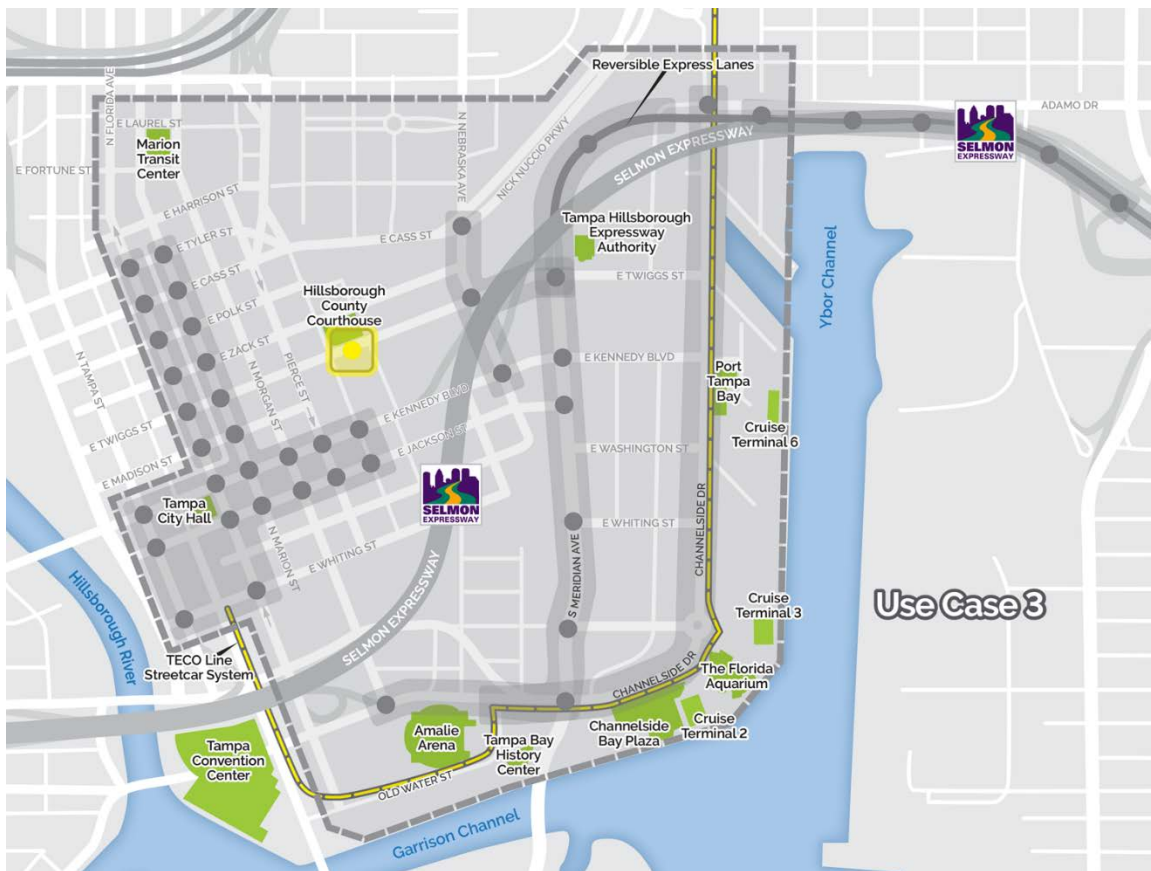 Reversible Express Lanes
ADAMO DR
SELMON
EXPRESSWAY
N FLORIDA AVE
E LAUREL ST
Marion
Transit
Center
E FORTUNE ST
N NEBRASKA AVE
NICK NUCCIO PKWY
SELMON EXPRESSWAY
E HARRISON ST
E TYLER ST
E CASS ST
E CASS ST
Tampa Hillsborough
Expressway
Authority
E TWIGGS ST
Ybor Channel
Hillsborough
County
Courthouse
E POLK ST
E ZACK ST
N TAMPA ST
N MORGAN ST
PIERCE ST
E KENNEDY BLVD
E KENNEDY BLVD
Port
Tampa
Bay
Cruise
Terminal 6
E TWIGGS ST
E JACKSON ST
E MADISON ST
E WASHINGTON ST
Tampa
City Hall
SELMON
EXPRESSWAY
E WHITING ST
E WHITING ST
N MARION ST
CHANNELSIDE DR
S MERIDIAN AVE
SELMON EXPRESSWAY
Hillsborough River
Use Case 3
Cruise
Terminal 3
TECO Line
Streetcar System
CHANNELSIDE DR
The Florida
Aquarium
Amalie
Arena
Tampa Bay
History
Center
Channelside
Bay Plaza
Cruise
Terminal 2
Tampa
Convention
Center
OLD WATER ST
Garrison Channel